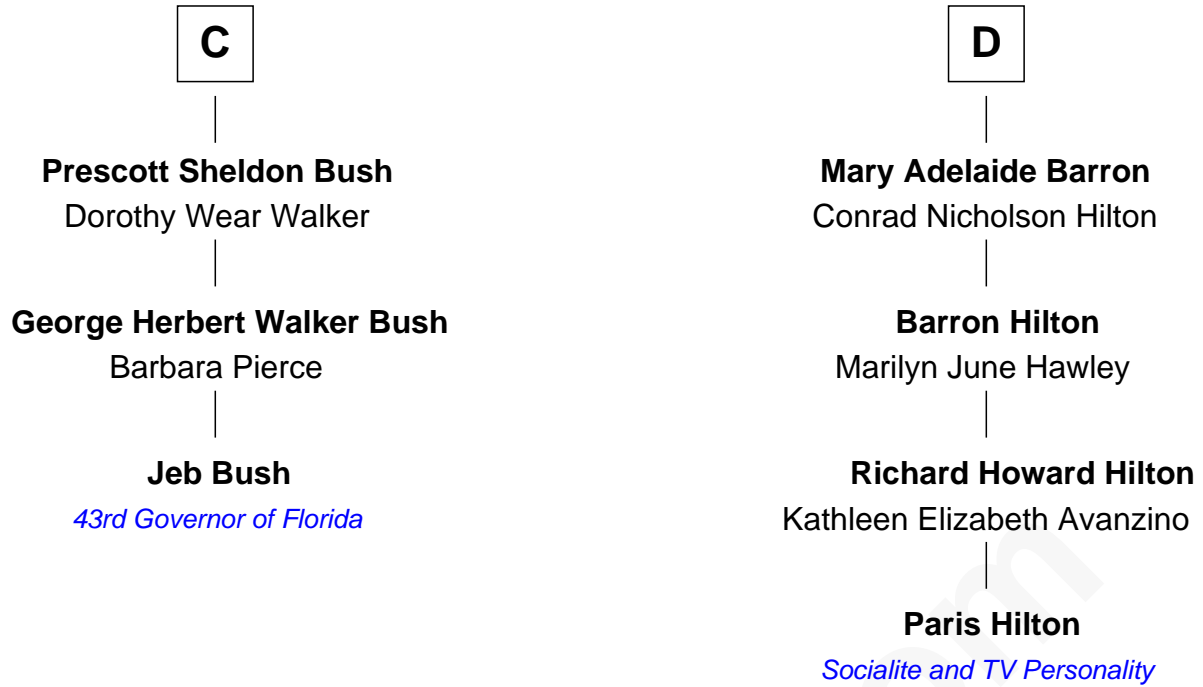 C
Prescott Sheldon Bush
Dorothy Wear Walker
George Herbert Walker Bush
Barbara Pierce
Jeb Bush
43rd Governor of Florida
D
Mary Adelaide Barron
Conrad Nicholson Hilton
Barron Hilton
Marilyn June Hawley
Richard Howard Hilton
Kathleen Elizabeth Avanzino
Paris Hilton
Socialite and TV Personality